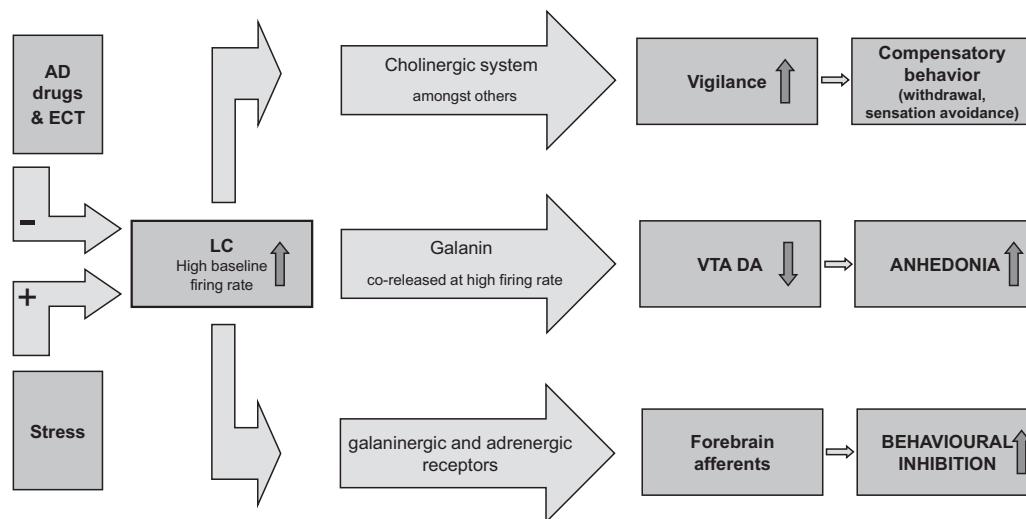 AD
drugs
& ECT
Cholinergic system
amongst others
Vigilance
Compensatory
behavior
(withdrawal,
sensation avoidance)
-
LC
High baseline
firing rate
Galanin
co-released at high firing rate
VTA DA
ANHEDONIA
+
Stress
galaninergic and adrenergic
receptors
Forebrain
afferents
BEHAVIOURAL
INHIBITION